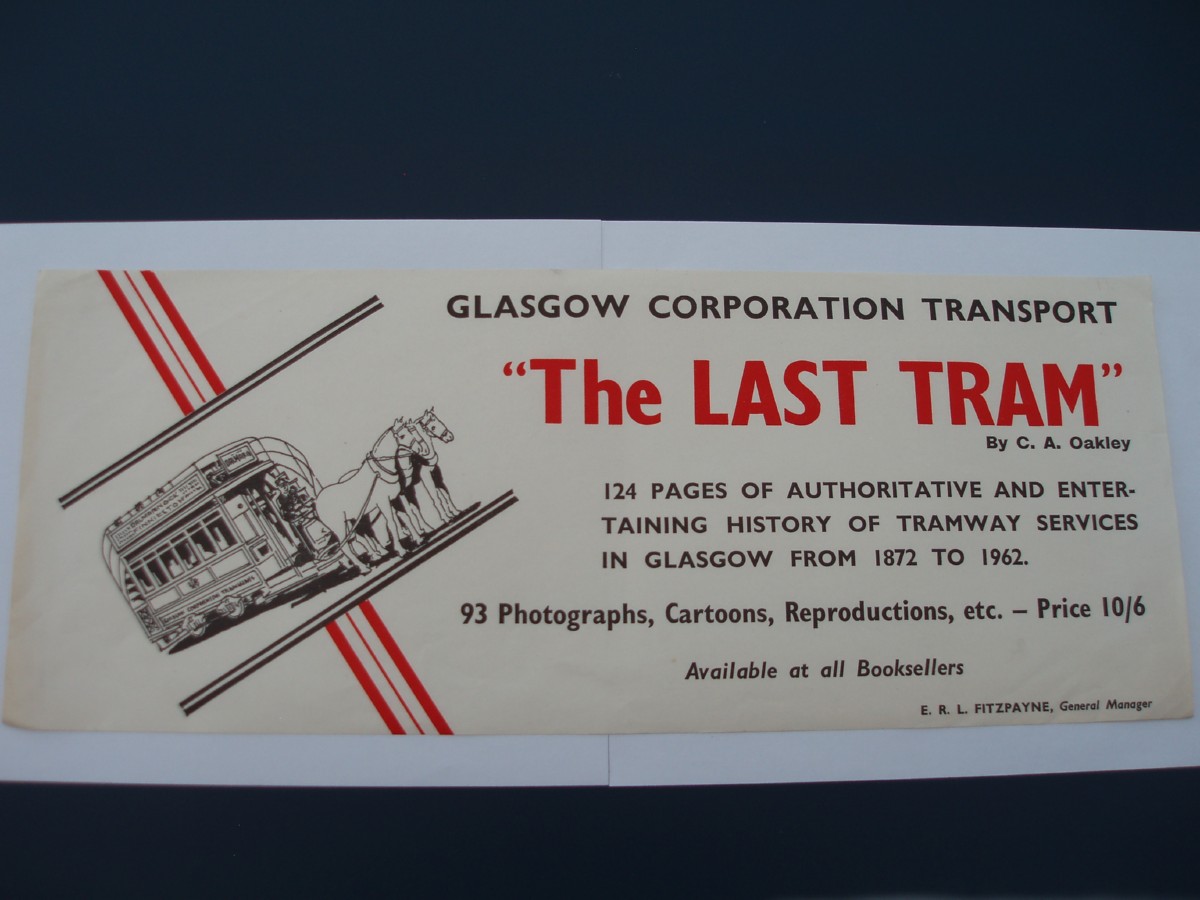 GLASGOW CORPORATION TRANSPORT
“The LAST TRAM”
By C. A. Oakley
124 PAGES OF AUTHORITATIVE AND ENTER-
TAINING HISTORY OF TRAMWAY SERVICES
IN GLASGOW FROM 1872 TO 1962.
93 Photographs, Cartoons, Reproductions, etc. – Price 10/6
Available at all Booksellers
E. R. L. FITZPAYNE, General Manager